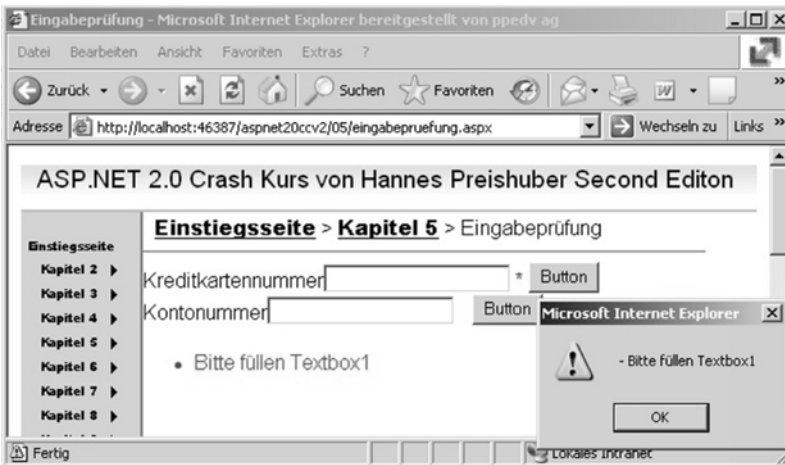 Eingabeprüfung - Microsoft Internet Explorer bereitgestellt von ppedv ag
Datei Bearbeiten Ansicht Favoriten Extras ?
Zurück Suchen Favoriten »
Adresse http://localhost:46387/aspnet20ccv2/05/eingabepruefung.aspx Wechseln zu Links »
ASP.NET 2.0 Crash Kurs von Hannes Preishuber Second Editon
Einstiegsseite > Kapitel 5 > Eingabeprüfung
Einstiegsseite
Kapitel 2
Kapitel 3
Kapitel 4
Kapitel 5
Kapitel 6
Kapitel 7
Kapitel 8
Kreditkartennummer * Button
Kontonummer Button
• Bitte füllen Textbox1
Microsoft Internet Explorer
- Bitte füllen Textbox1
OK
Fertig
Lokales Intranet